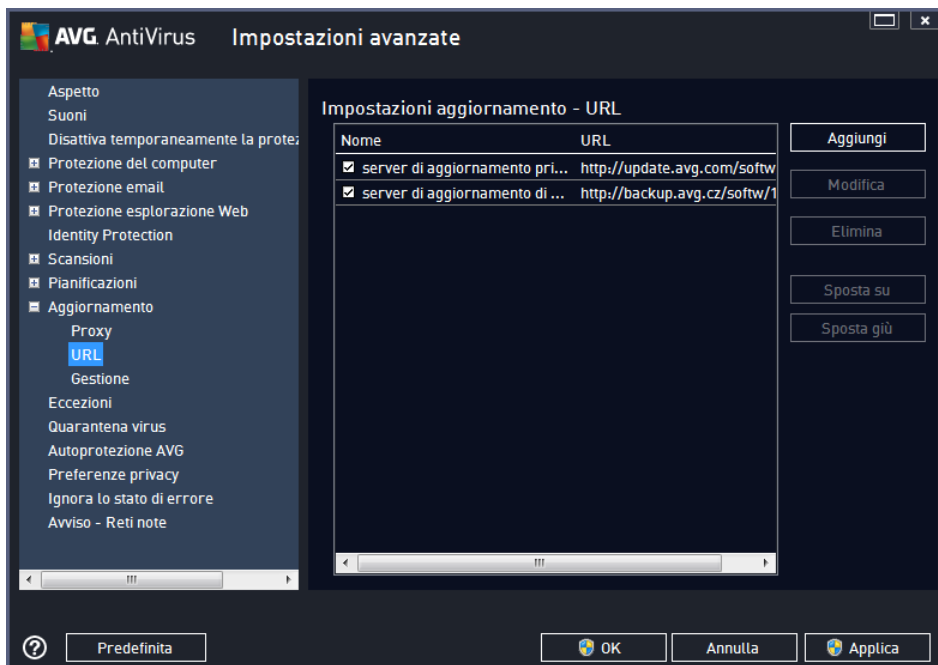 AVG. AntiVirus Impostazioni avanzate
Aspetto
Suoni
Disattiva temporaneamente la protez
Protezione del computer
Protezione email
Protezione esplorazione Web
Identity Protection
Scansioni
Pianificazioni
Aggiornamento
Proxy
URL
Gestione
Eccezioni
Quarantena virus
Autoprotezione AVG
Preferenze privacy
Ignora lo stato di errore
Avviso - Reti note
Impostazioni aggiornamento - URL
Nome URL
server di aggiornamento pri... http://update.avg.com/softw
server di aggiornamento di ... http://backup.avg.cz/softw/1
Aggiungi
Modifica
Elimina
Sposta su
Sposta giù
Predefinita
OK
Annulla
Applica